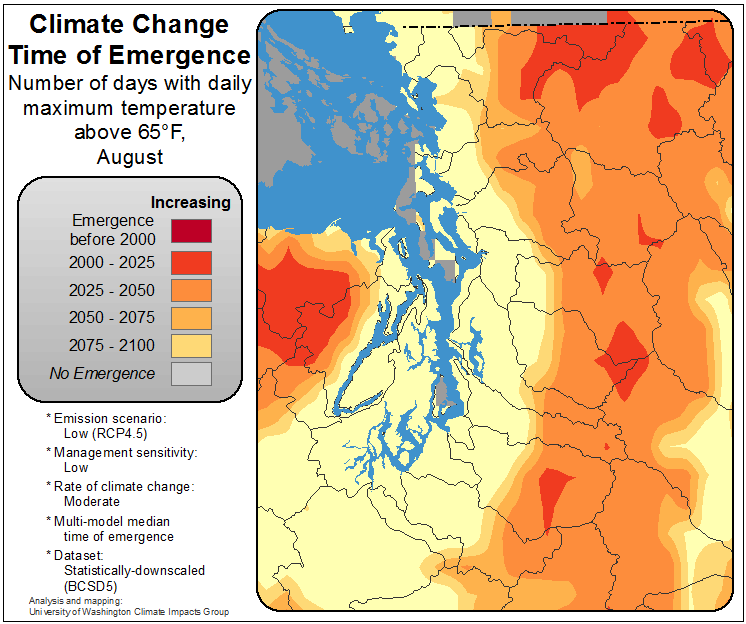 Climate Change
Time of Emergence
Number of days with daily
maximum temperature
above 65°F,
August
Increasing
Emergence
before 2000
2000 - 2025
2025 - 2050
2050 - 2075
2075 - 2100
No Emergence
* Emission scenario:
Low (RCP4.5)
* Management sensitivity:
Low
* Rate of climate change:
Moderate
* Multi-model median
time of emergence
* Dataset:
Statistically-downscaled
(BCSD5)
Analysis and mapping:
University of Washington Climate Impacts Group